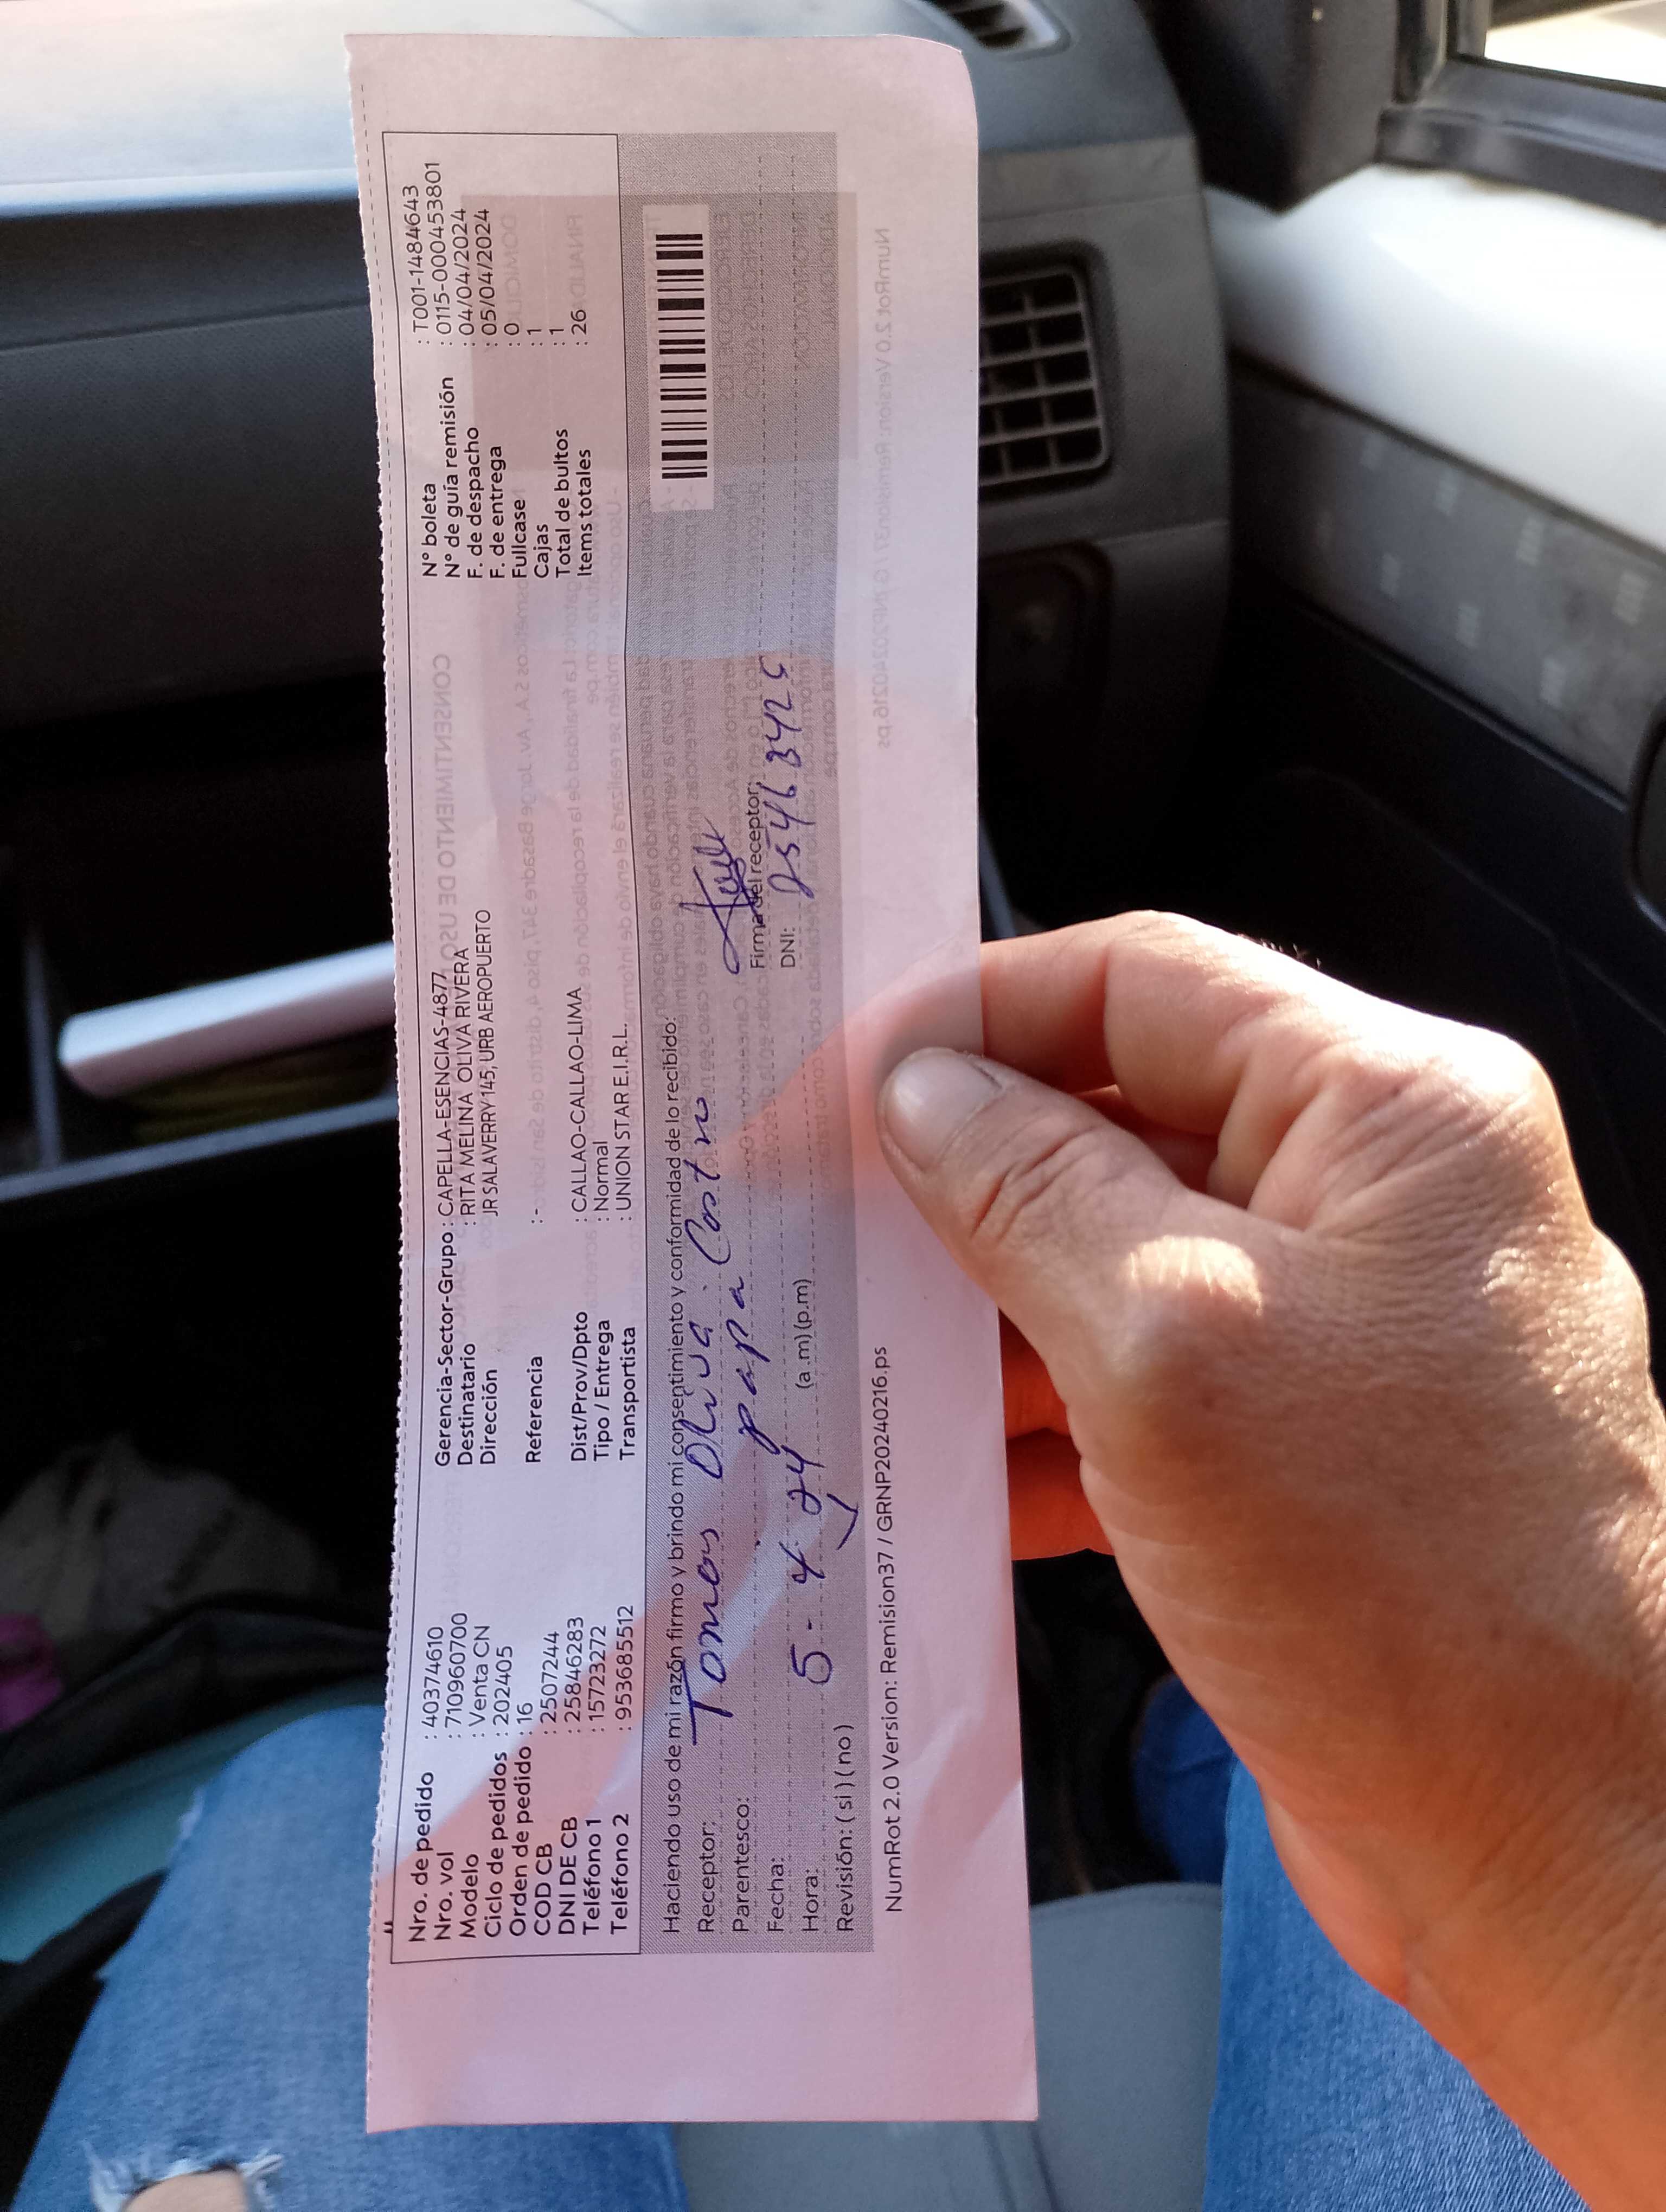 Nro. de pedido : 40374610
Nro. vol : 710960700
Modelo : Venta CN
Ciclo de pedidos : 202405
Orden de pedido : 16
COD CB : 2507244
DNI DE CB : 25846283
Teléfono 1 : 15723272
Teléfono 2 : 953685512
Gerencia-Sector-Grupo : CAPELLA-ESENCIAS-4877
Destinatario : RITA MELINA OLIVA RIVERA
Dirección JR SALAVERRY 145, URB AEROPUERTO
Referencia :-
Dist/Prov/Dpto : CALLAO-CALLAO-LIMA
Tipo / Entrega : Normal
Transportista : UNION STAR E.I.R.L.
N° boleta : T001-1484643
N° de guía remisión : 0115-0004453801
F. de despacho : 04/04/2024
F. de entrega : 05/04/2024
Fullcase : 0
Cajas : 1
Total de bultos : 1
Items totales : 26
Haciendo uso de mi razón firmo y brindo mi consentimiento y conformidad de lo recibido:
Receptor: Tomas Oliva Castro
Parentesco: papa
Firma del receptor:
Fecha: 5-4-24
DNI: 25463425
Hora: (a.m) (p.m)
Revisión: ( si ) ( no )
NumRot 2.0 Version: Remision37 / GRNP20240216.ps